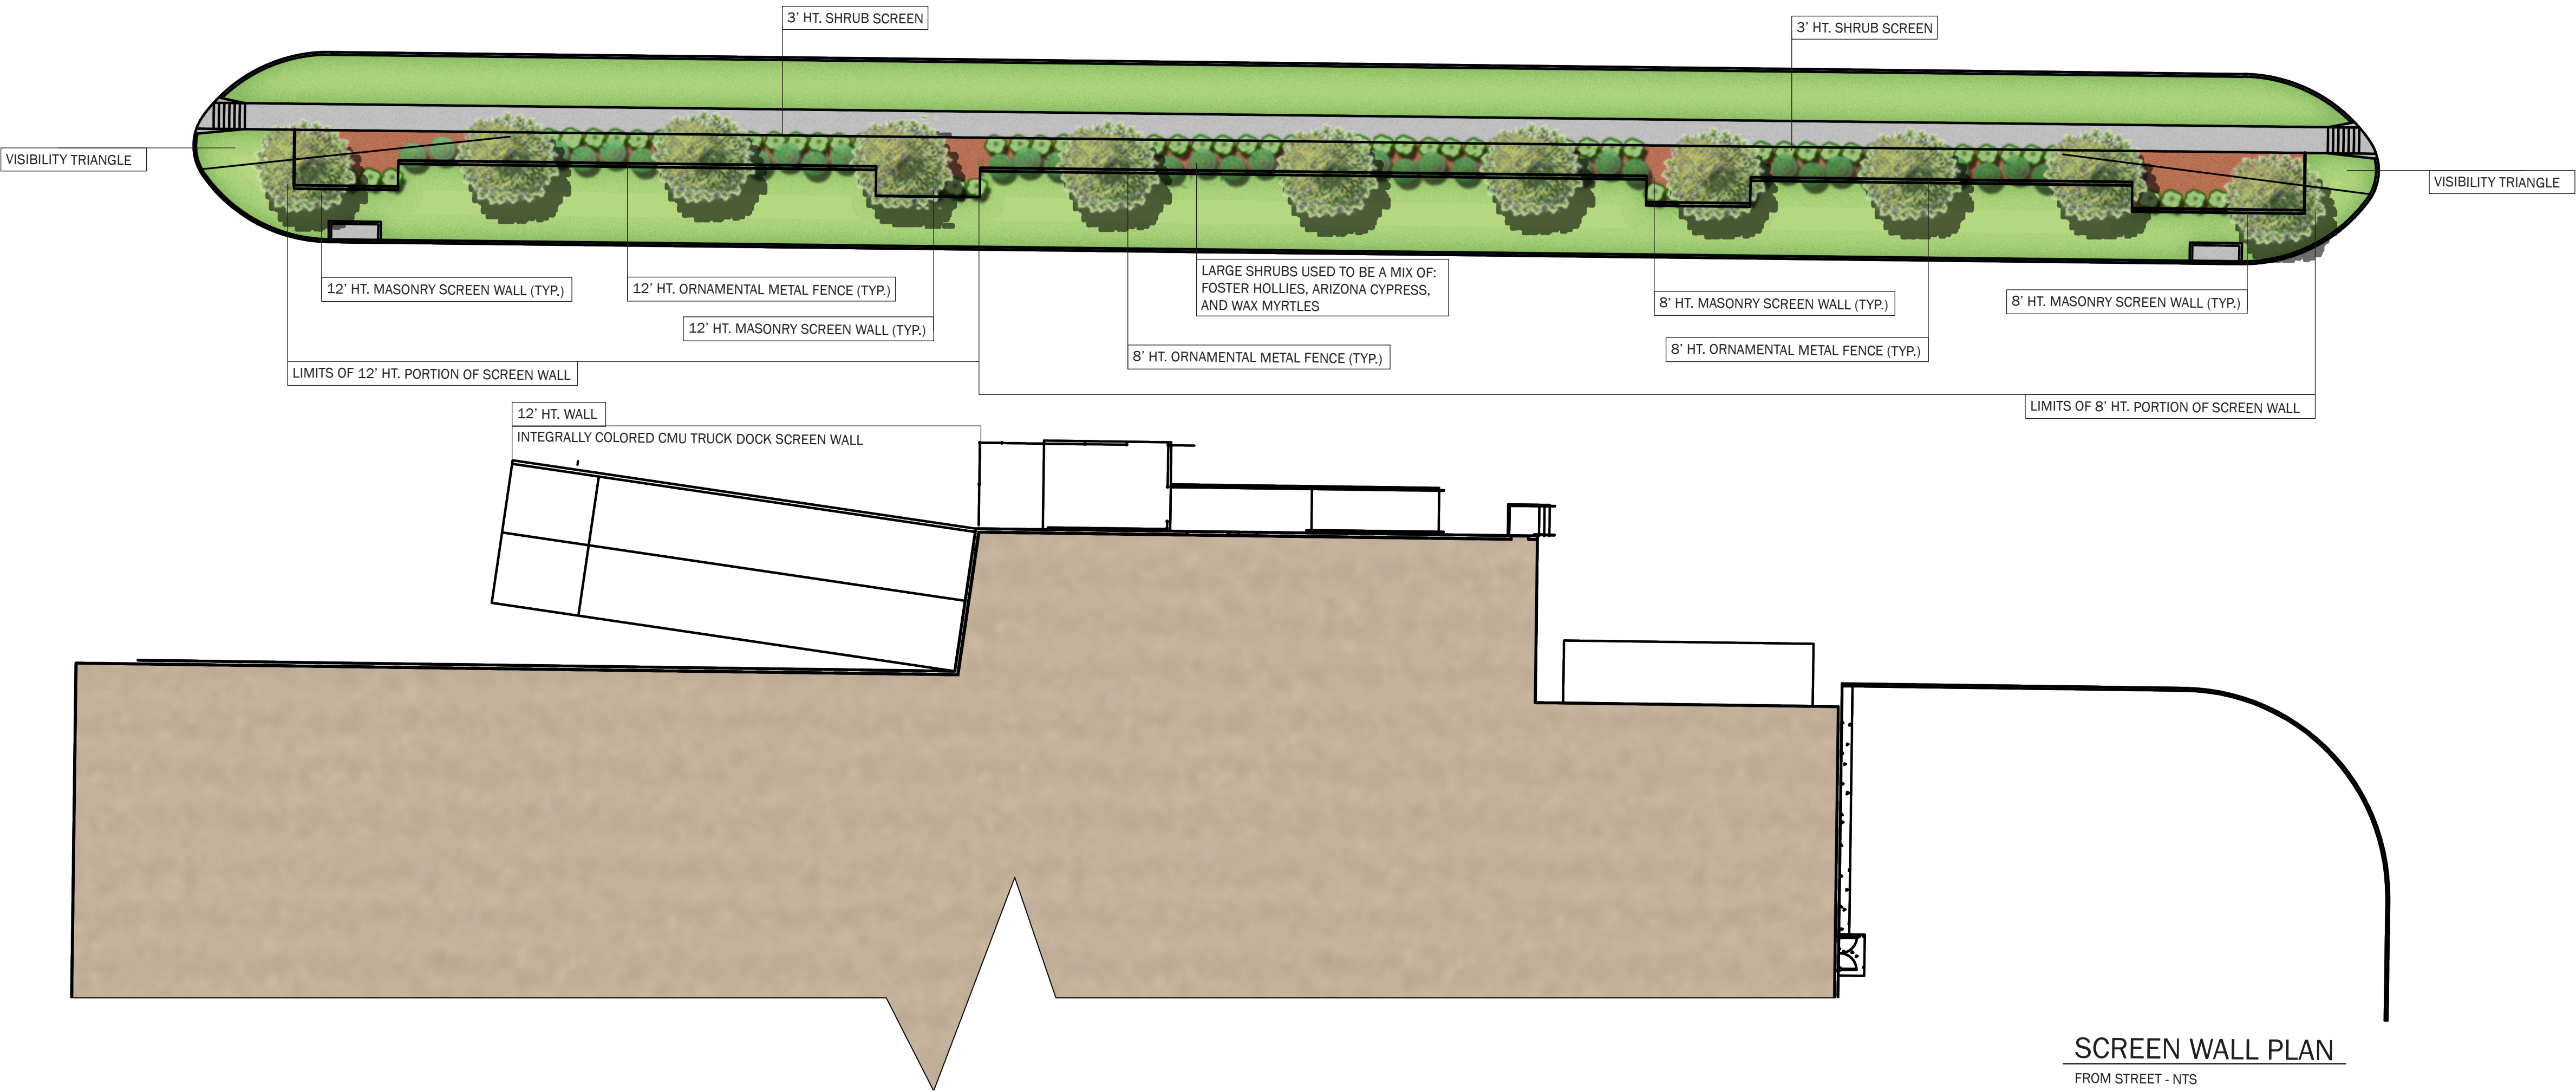 3' HT. SHRUB SCREEN
3' HT. SHRUB SCREEN
VISIBILITY TRIANGLE
VISIBILITY TRIANGLE
12' HT. MASONRY SCREEN WALL (TYP.)
12' HT. ORNAMENTAL METAL FENCE (TYP.)
12' HT. MASONRY SCREEN WALL (TYP.)
LARGE SHRUBS USED TO BE A MIX OF:
FOSTER HOLLIES, ARIZONA CYPRESS,
AND WAX MYRTLES
8' HT. MASONRY SCREEN WALL (TYP.)
8' HT. MASONRY SCREEN WALL (TYP.)
8' HT. ORNAMENTAL METAL FENCE (TYP.)
8' HT. ORNAMENTAL METAL FENCE (TYP.)
LIMITS OF 12' HT. PORTION OF SCREEN WALL
LIMITS OF 8' HT. PORTION OF SCREEN WALL
12' HT. WALL
INTEGRALLY COLORED CMU TRUCK DOCK SCREEN WALL
SCREEN WALL PLAN
FROM STREET - NTS